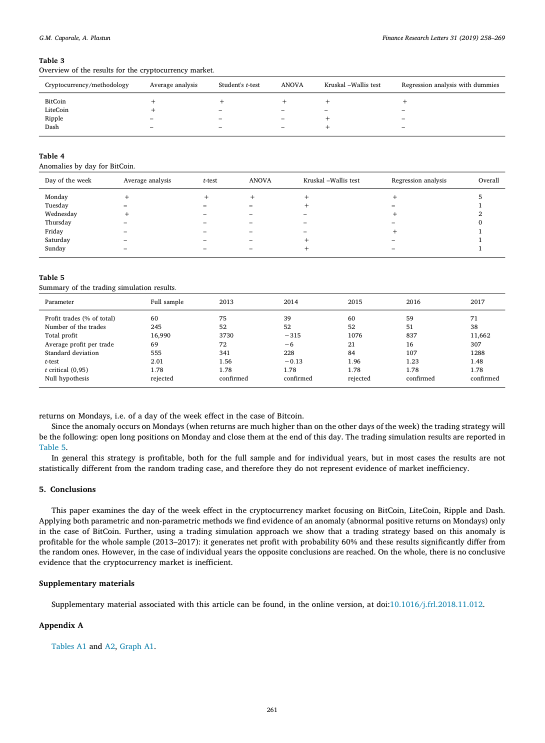 G.M. Caporale, A. Plastun
Finance Research Letters 31 (2019) 258–269
Table 3
Overview of the results for the cryptocurrency market.
Cryptocurrency/methodology Average analysis Student's t-test ANOVA Kruskal –Wallis test Regression analysis with dummies
BitCoin + + + + +
LiteCoin + – – – –
Ripple – – – + –
Dash – – – + –
Table 4
Anomalies by day for BitCoin.
Day of the week Average analysis t-test ANOVA Kruskal –Wallis test Regression analysis Overall
Monday + + + + + 5
Tuesday – – – + – 1
Wednesday + – – – + 2
Thursday – – – – – 0
Friday – – – – + 1
Saturday – – – + – 1
Sunday – – – + – 1
Table 5
Summary of the trading simulation results.
Parameter Full sample 2013 2014 2015 2016 2017
Profit trades (% of total) 60 75 39 60 59 71
Number of the trades 245 52 52 52 51 38
Total profit 16,990 3730 −315 1076 837 11,662
Average profit per trade 69 72 −6 21 16 307
Standard deviation 555 341 228 84 107 1288
t-test 2.01 1.56 −0.13 1.96 1.23 1.48
t critical (0,95) 1.78 1.78 1.78 1.78 1.78 1.78
Null hypothesis rejected confirmed confirmed rejected confirmed confirmed
returns on Mondays, i.e. of a day of the week effect in the case of Bitcoin.
Since the anomaly occurs on Mondays (when returns are much higher than on the other days of the week) the trading strategy will
be the following: open long positions on Monday and close them at the end of this day. The trading simulation results are reported in
Table 5.
In general this strategy is profitable, both for the full sample and for individual years, but in most cases the results are not
statistically different from the random trading case, and therefore they do not represent evidence of market inefficiency.
5. Conclusions
This paper examines the day of the week effect in the cryptocurrency market focusing on BitCoin, LiteCoin, Ripple and Dash.
Applying both parametric and non-parametric methods we find evidence of an anomaly (abnormal positive returns on Mondays) only
in the case of BitCoin. Further, using a trading simulation approach we show that a trading strategy based on this anomaly is
profitable for the whole sample (2013–2017): it generates net profit with probability 60% and these results significantly differ from
the random ones. However, in the case of individual years the opposite conclusions are reached. On the whole, there is no conclusive
evidence that the cryptocurrency market is inefficient.
Supplementary materials
Supplementary material associated with this article can be found, in the online version, at doi:10.1016/j.frl.2018.11.012.
Appendix A
Tables A1 and A2, Graph A1.
261